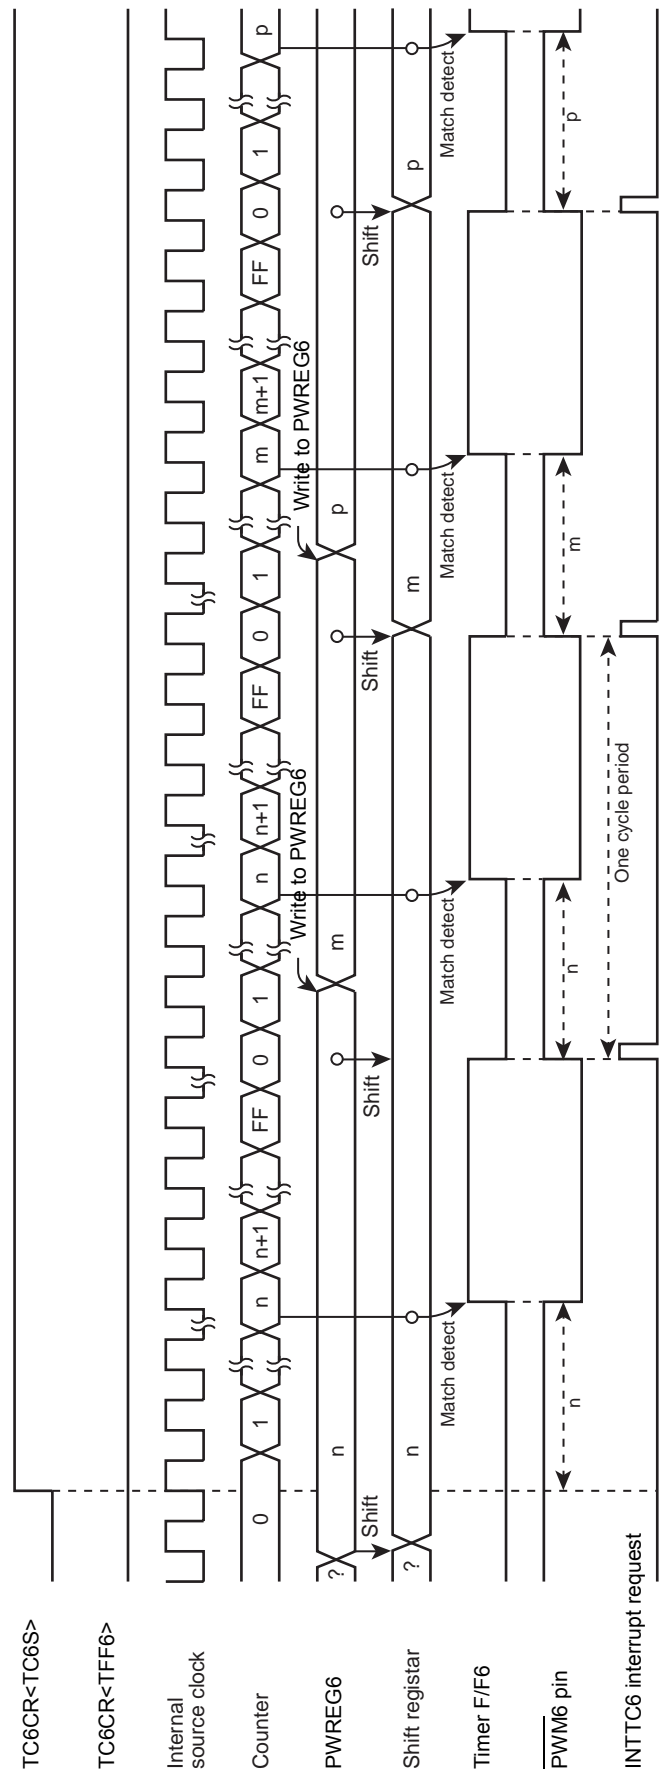 TC6CR<TC6S>
TC6CR<TFF6>
Internal
source clock
Counter 0 1 n n+1 FF 0 1 n n+1 FF 0 1 m m+1 FF 0 1 p
Write to PWREG6 Write to PWREG6
PWREG6 ? n m p
Shift Shift Shift Shift
Shift registar ? n m p
Match detect Match detect Match detect Match detect
Timer F/F6
PWM6 pin
n n m p
One cycle period
INTTC6 interrupt request